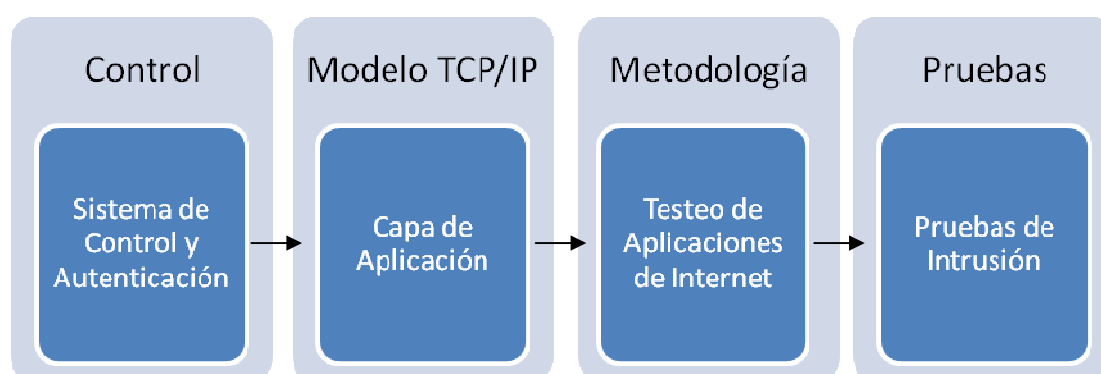 Control
Sistema de
Control y
Autenticación
Modelo TCP/IP
Capa de
Aplicación
Metodología
Testeo de
Aplicaciones
de Internet
Pruebas
Pruebas de
Intrusión